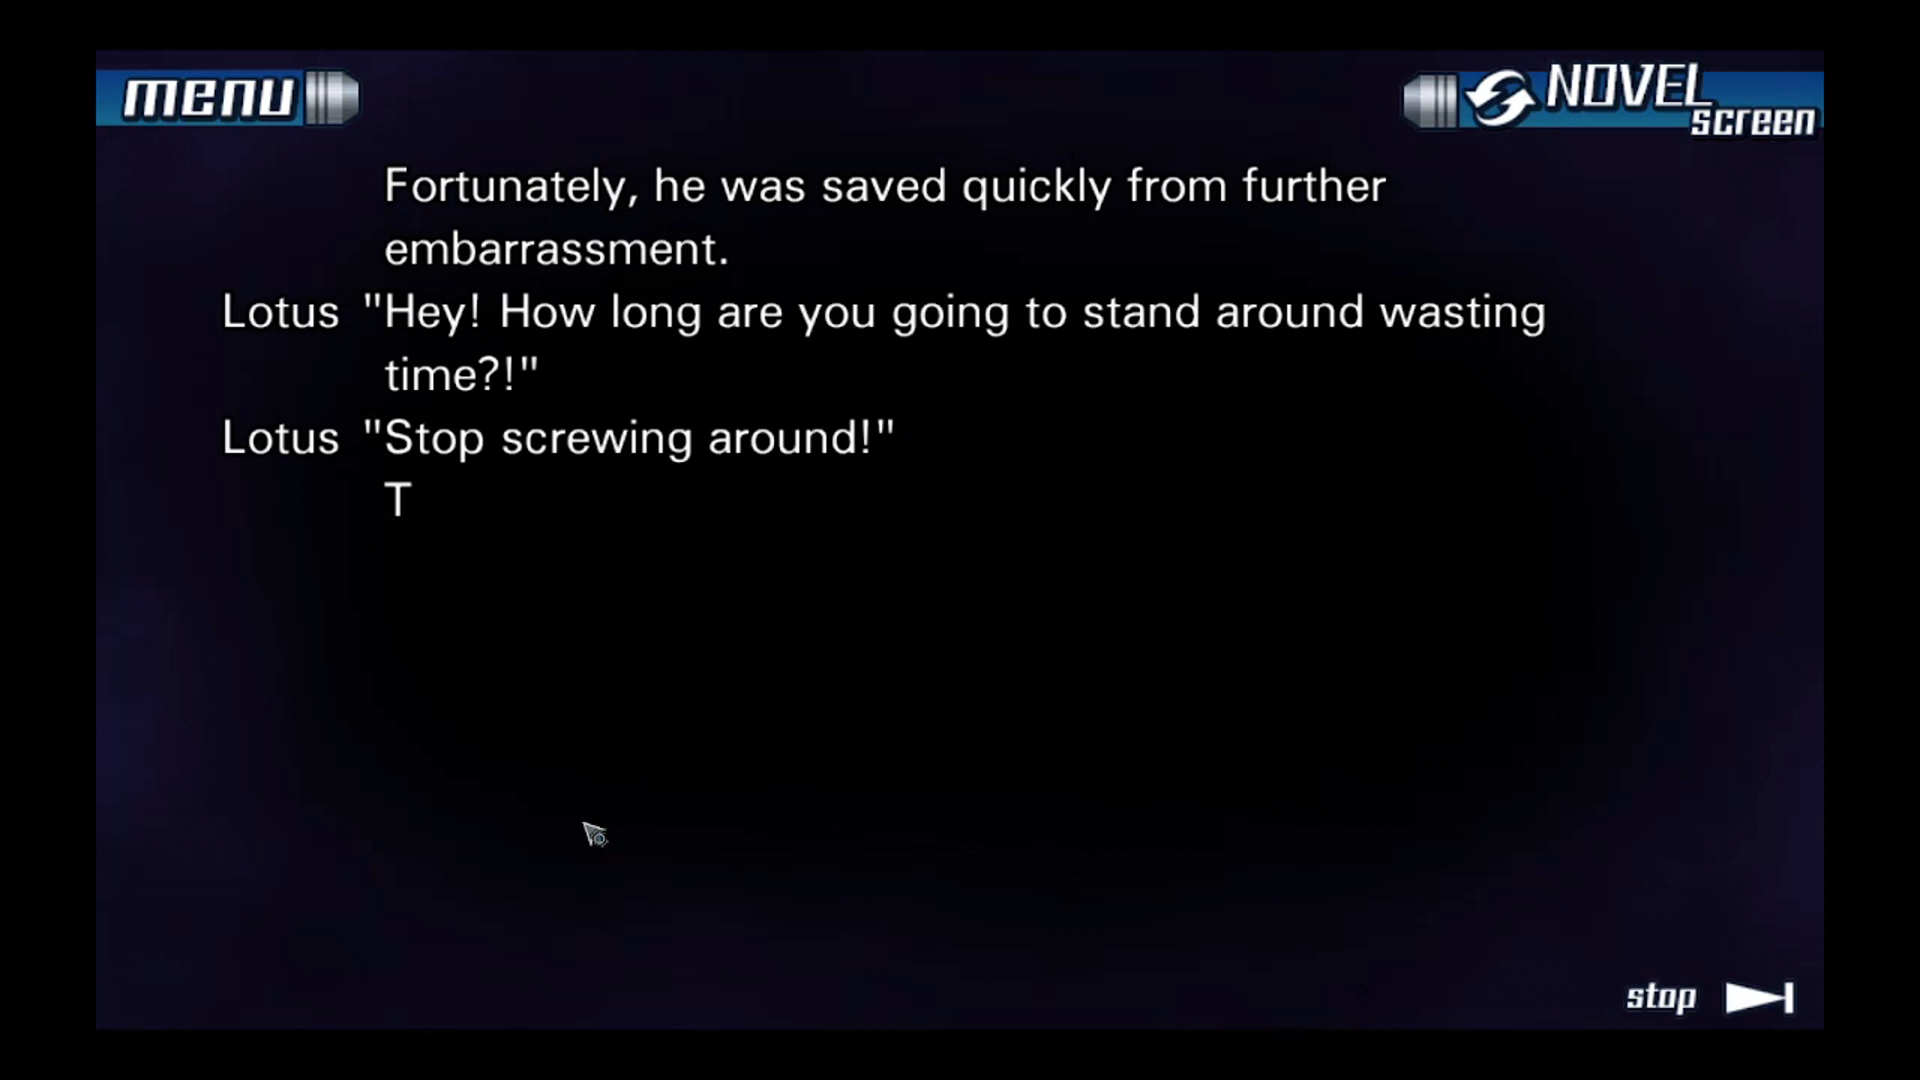 menu
NOVEL
screen
Fortunately, he was saved quickly from further
embarrassment.
Lotus "Hey! How long are you going to stand around wasting
time?!"
Lotus "Stop screwing around!"
T
stop